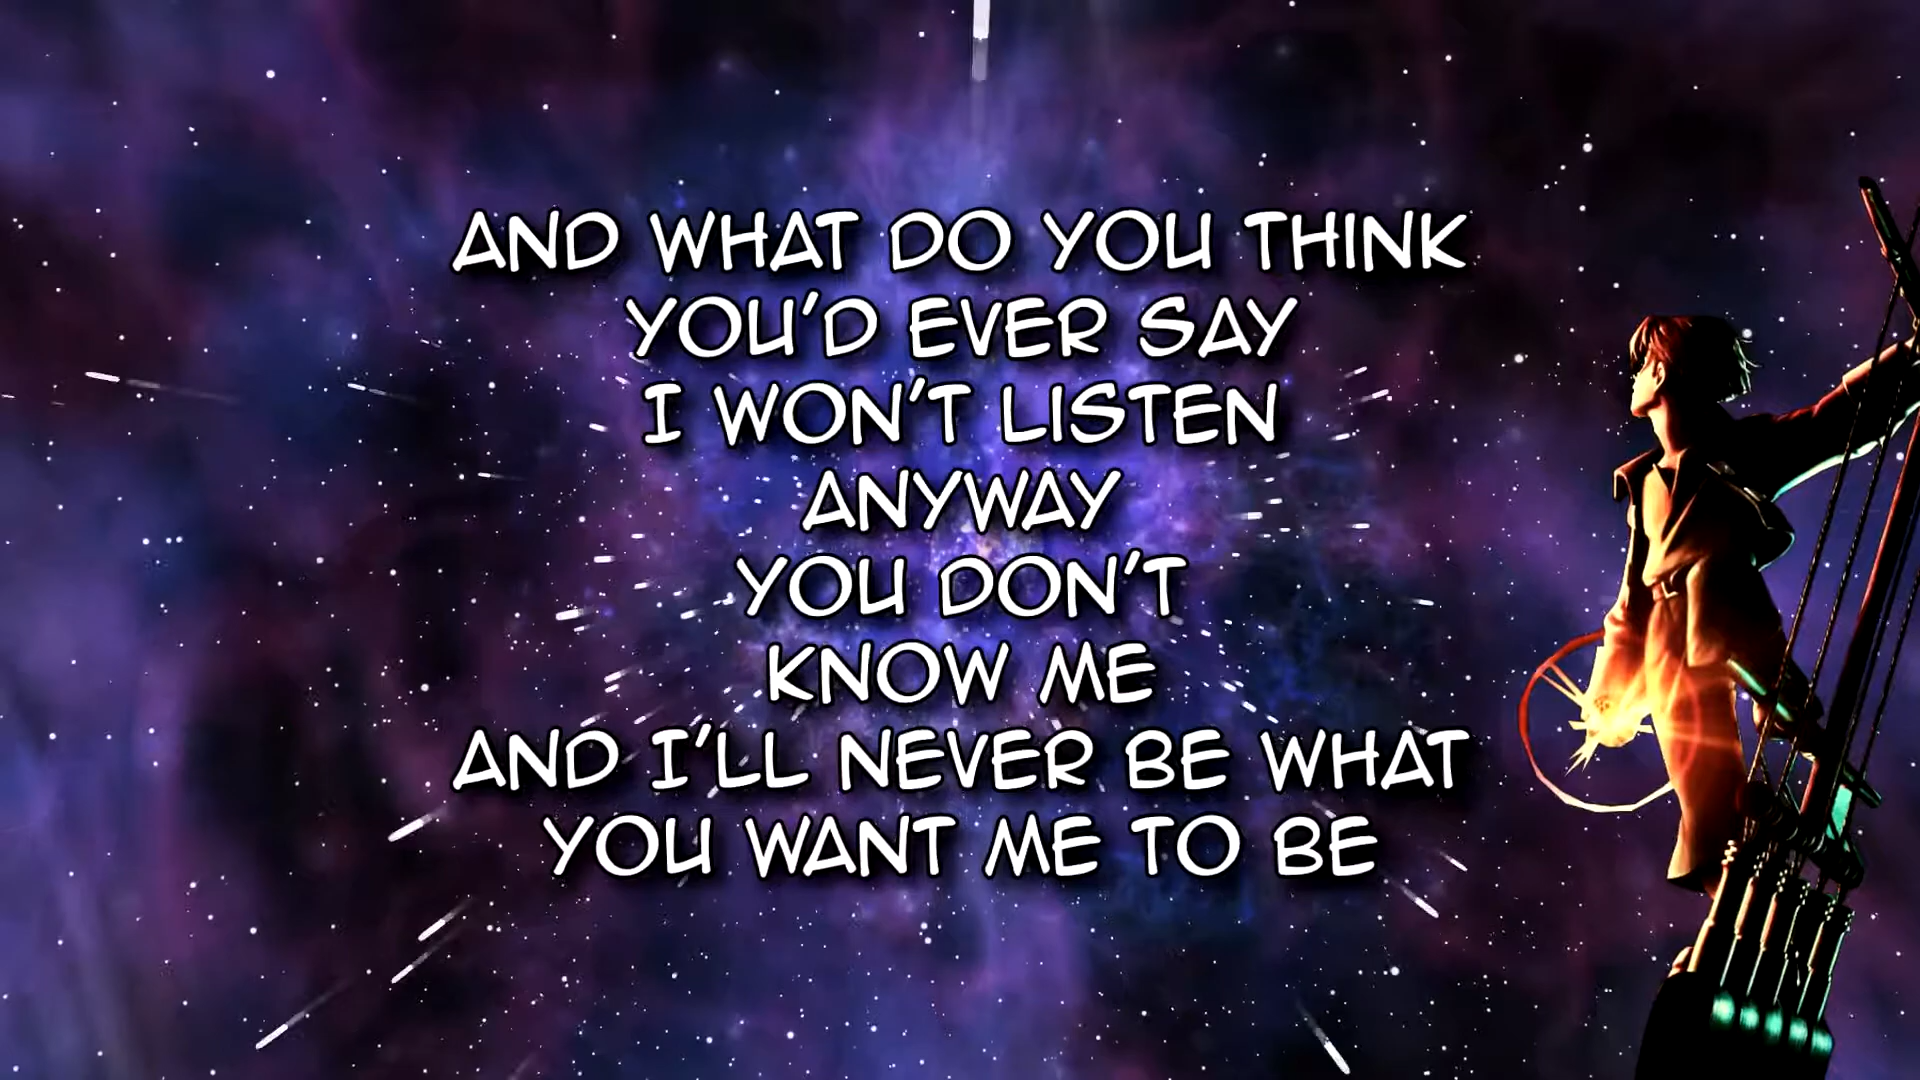 AND WHAT DO YOU THINK
YOU'D EVER SAY
I WON'T LISTEN
ANYWAY
YOU DON'T
KNOW ME
AND I'LL NEVER BE WHAT
YOU WANT ME TO BE